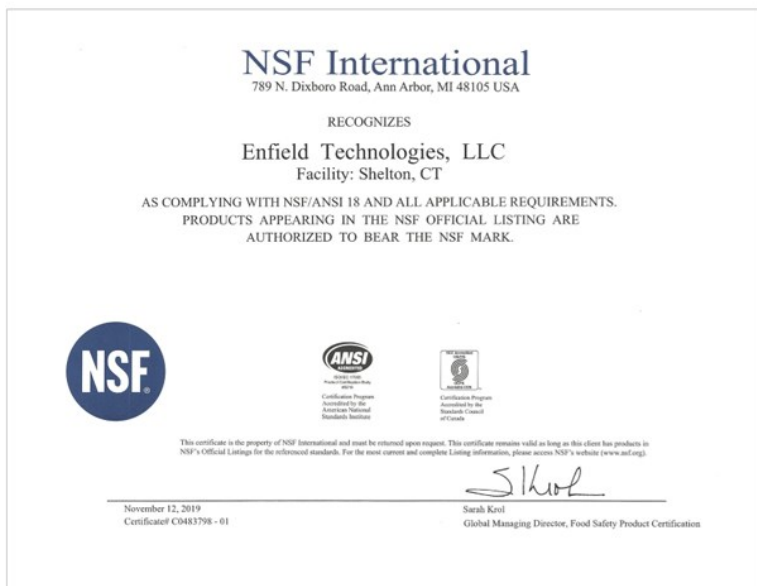 NSF International
789 N. Dixboro Road, Ann Arbor, MI 48105 USA
RECOGNIZES
Enfield Technologies, LLC
Facility: Shelton, CT
AS COMPLYING WITH NSF/ANSI 18 AND ALL APPLICABLE REQUIREMENTS.
PRODUCTS APPEARING IN THE NSF OFFICIAL LISTING ARE
AUTHORIZED TO BEAR THE NSF MARK.
NSF®
ANSI
ACCREDITED
Certification Program
Accredited by the
American National
Standards Institute
Certification Program
Accredited by the
Standards Council
of Canada
This certificate is the property of NSF International and must be returned upon request. This certificate remains valid as long as this client has products in
NSF's Official Listings for the referenced standards. For the most current and complete Listing information, please access NSF's website (www.nsf.org).
S. Krol
November 12, 2019
Certificate# C0483798 - 01
Sarah Krol
Global Managing Director, Food Safety Product Certification